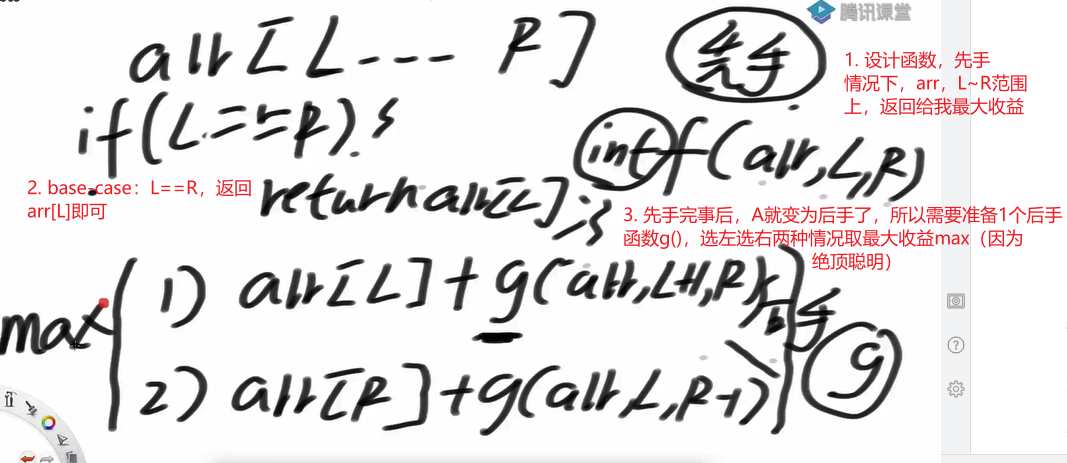 腾讯课堂
arr[L--- R]
先手
1. 设计函数，先手
情况下，arr，L~R范围
上，返回给我最大收益
if(L==R){
int f(arr,L,R)
2. base-case：L==R，返回
arr[L]即可
return arr[L];}
3. 先手完事后，A就变为后手了，所以需要准备1个后手
函数g()，选左选右两种情况取最大收益max（因为
绝顶聪明）
max
1) arr[L]+g(arr,L+1,R)
后手
g
2) arr[R]+g(arr,L,R-1)